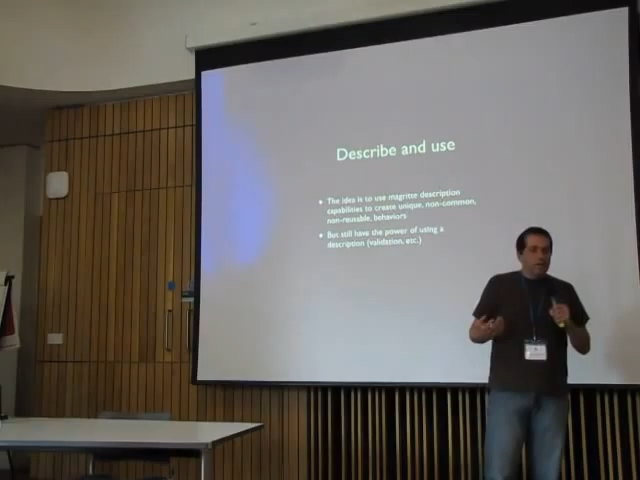 Describe and use
• The idea is to use magritte description
capabilities to create unique, non-common,
non-reusable, behaviors
• But still have the power of using a
description (validation, etc.)